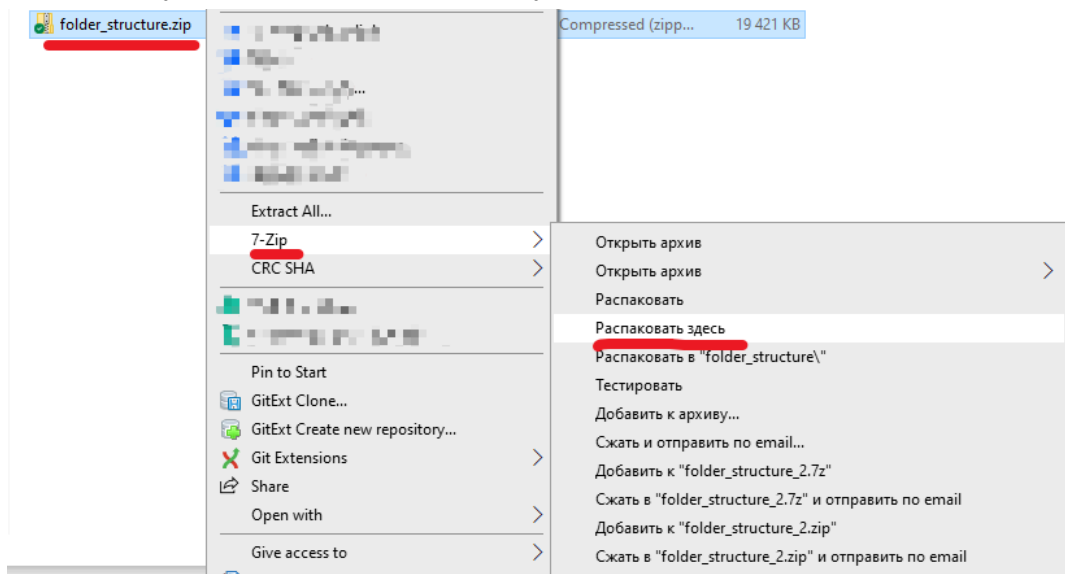 folder_structure.zip
Compressed (zipp... 19 421 KB
Extract All...
7-Zip
CRC SHA
Pin to Start
GitExt Clone...
GitExt Create new repository...
Git Extensions
Share
Open with
Give access to
Открыть архив
Открыть архив
Распаковать
Распаковать здесь
Распаковать в "folder_structure\"
Тестировать
Добавить к архиву...
Сжать и отправить по email...
Добавить к "folder_structure_2.7z"
Сжать в "folder_structure_2.7z" и отправить по email
Добавить к "folder_structure_2.zip"
Сжать в "folder_structure_2.zip" и отправить по email